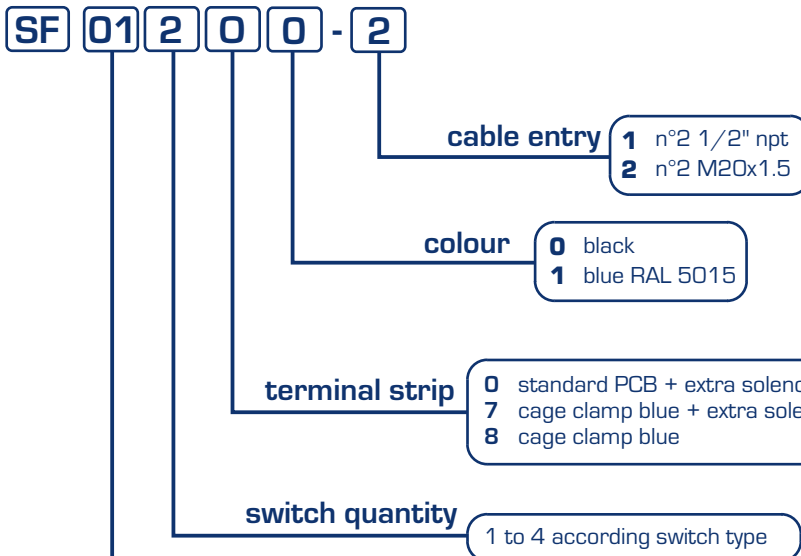 SF 01 2 0 0 - 2
cable entry
1 n°2 1/2" npt
2 n°2 M20x1.5
colour
0 black
1 blue RAL 5015
terminal strip
0 standard PCB + extra
7 cage clamp blue + extra
8 cage clamp blue
switch quantity
1 to 4 according switch type